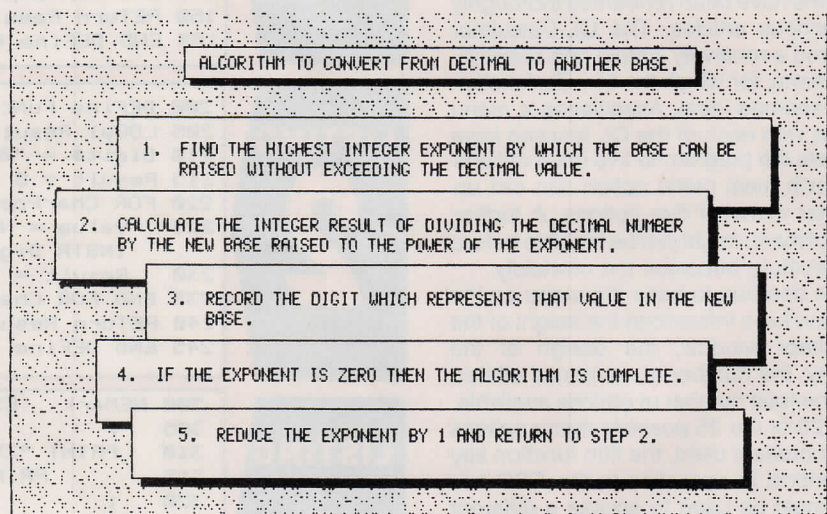 ALGORITHM TO CONVERT FROM DECIMAL TO ANOTHER BASE.
1. FIND THE HIGHEST INTEGER EXPONENT BY WHICH THE BASE CAN BE
RAISED WITHOUT EXCEEDING THE DECIMAL VALUE.
2. CALCULATE THE INTEGER RESULT OF DIVIDING THE DECIMAL NUMBER
BY THE NEW BASE RAISED TO THE POWER OF THE EXPONENT.
3. RECORD THE DIGIT WHICH REPRESENTS THAT VALUE IN THE NEW
BASE.
4. IF THE EXPONENT IS ZERO THEN THE ALGORITHM IS COMPLETE.
5. REDUCE THE EXPONENT BY 1 AND RETURN TO STEP 2.